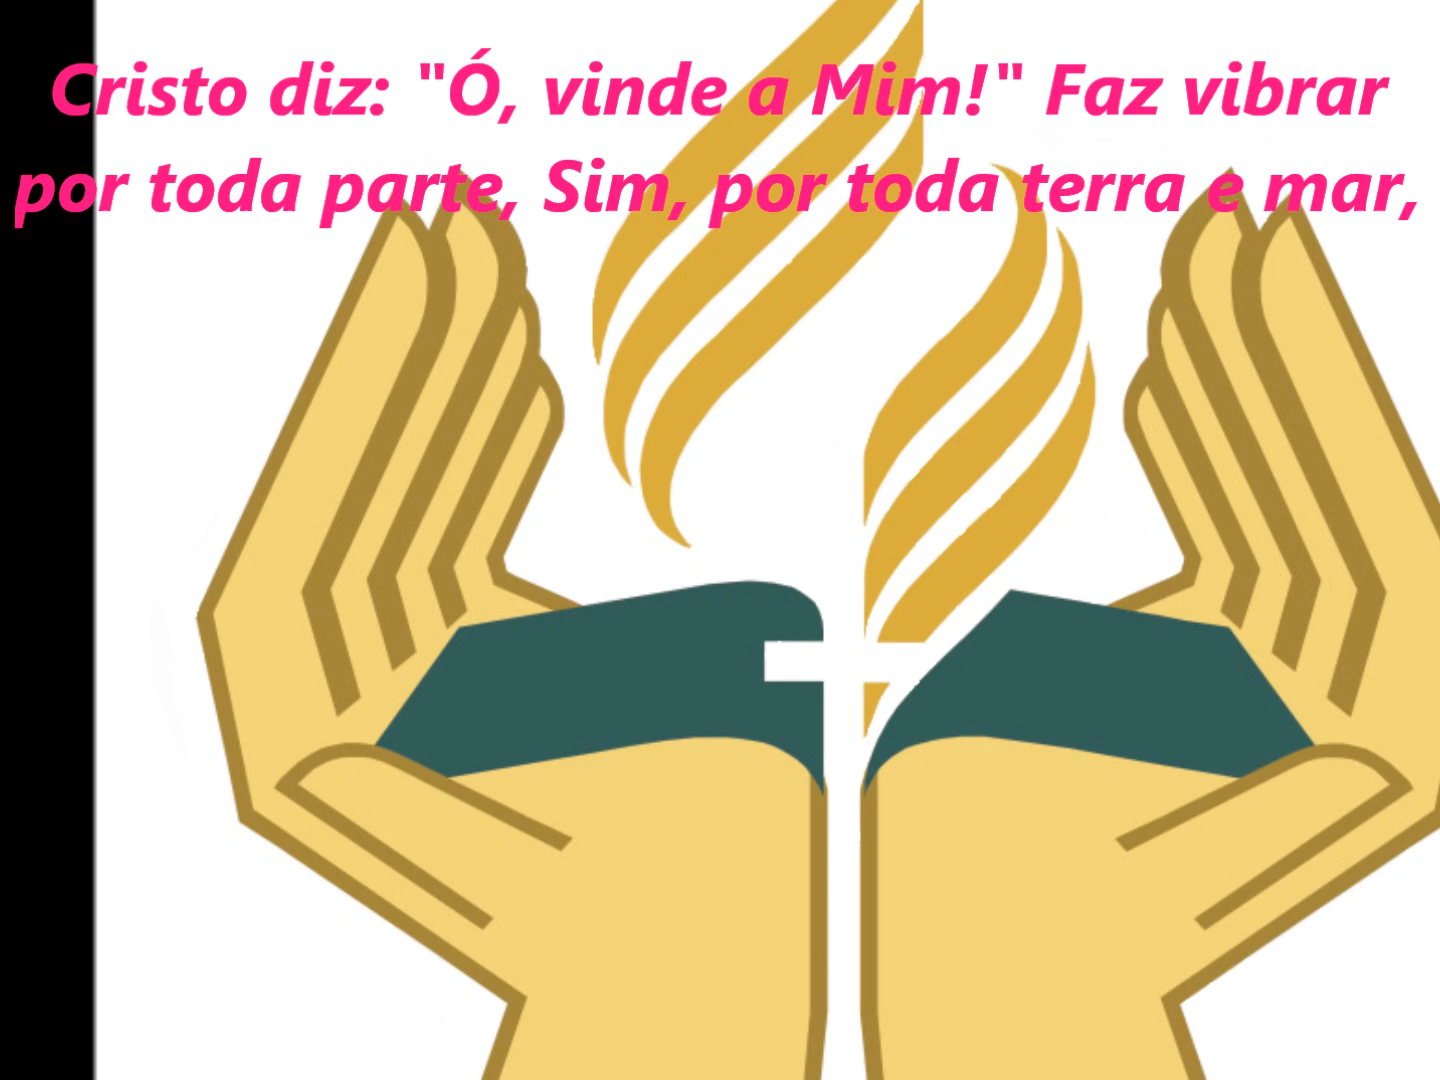 Cristo diz: "Ó, vinde a Mim!" Faz vibrar
por toda parte, Sim, por toda terra e mar,